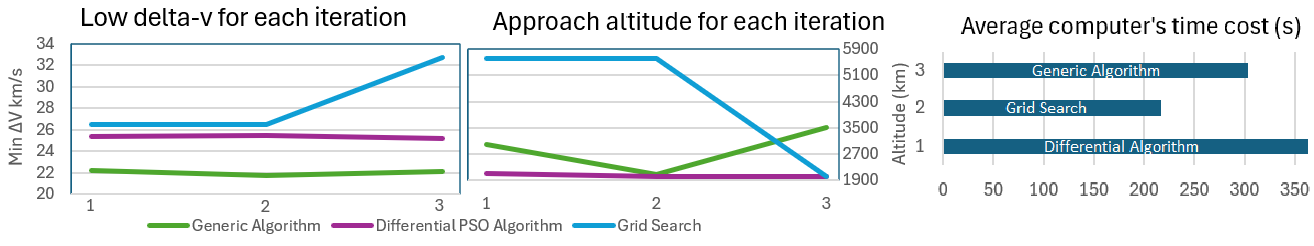 Low delta-v for each iteration
Min ΔV km/s
34
32
30
28
26
24
22
20
1
2
3
Approach altitude for each iteration
5900
5100
4300
3500
2700
1900
Altitude (km)
1
2
3
Generic Algorithm
Differential PSO Algorithm
Grid Search
Average computer's time cost (s)
3
Generic Algorithm
2
Grid Search
1
Differential Algorithm
0
50
100
150
200
250
300
350